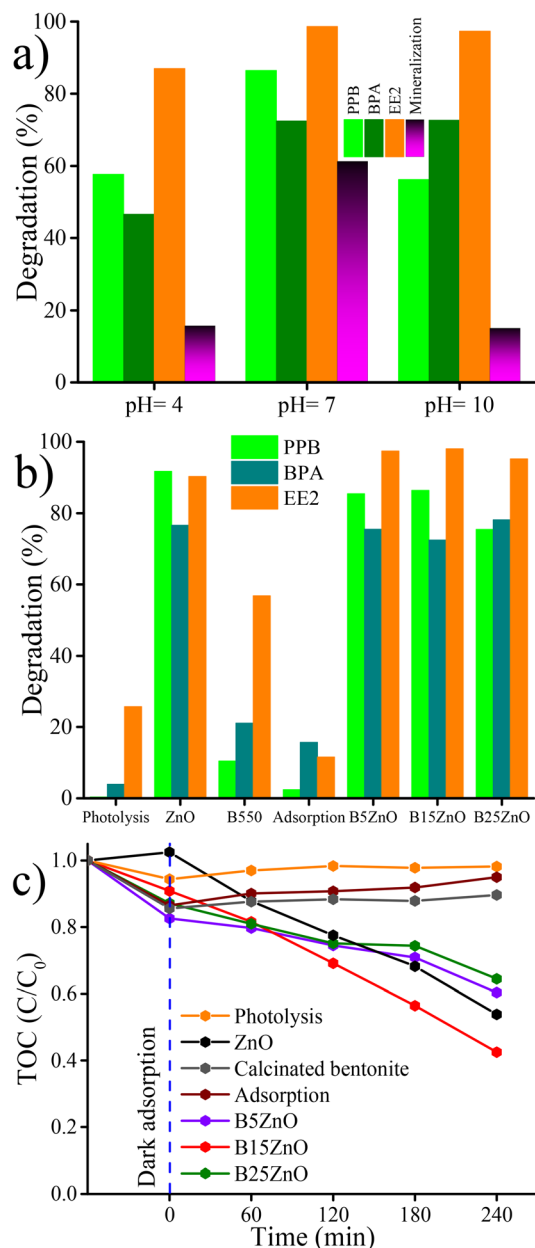 a)
Degradation (%)
100
80
60
40
20
0
PPB
BPA
EE2
Mineralization
pH= 4
pH= 7
pH= 10
b)
Degradation (%)
100
80
60
40
20
0
PPB
BPA
EE2
Photolysis
ZnO
B550
Adsorption
B5ZnO
B15ZnO
B25ZnO
c)
TOC (C/C₀)
1.0
0.8
0.6
0.4
0.2
0.0
Dark adsorption
Photolysis
ZnO
Calcinated bentonite
Adsorption
B5ZnO
B15ZnO
B25ZnO
0
60
120
180
240
Time (min)